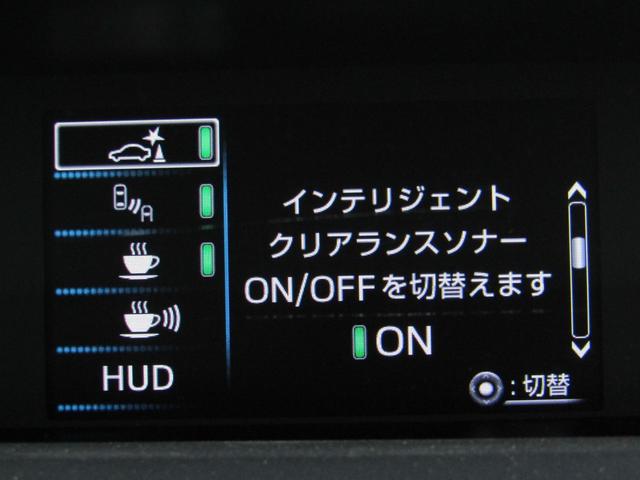 インテリジェント
クリアランスソナー
ON/OFFを切替えます
ON
HUD
:切替